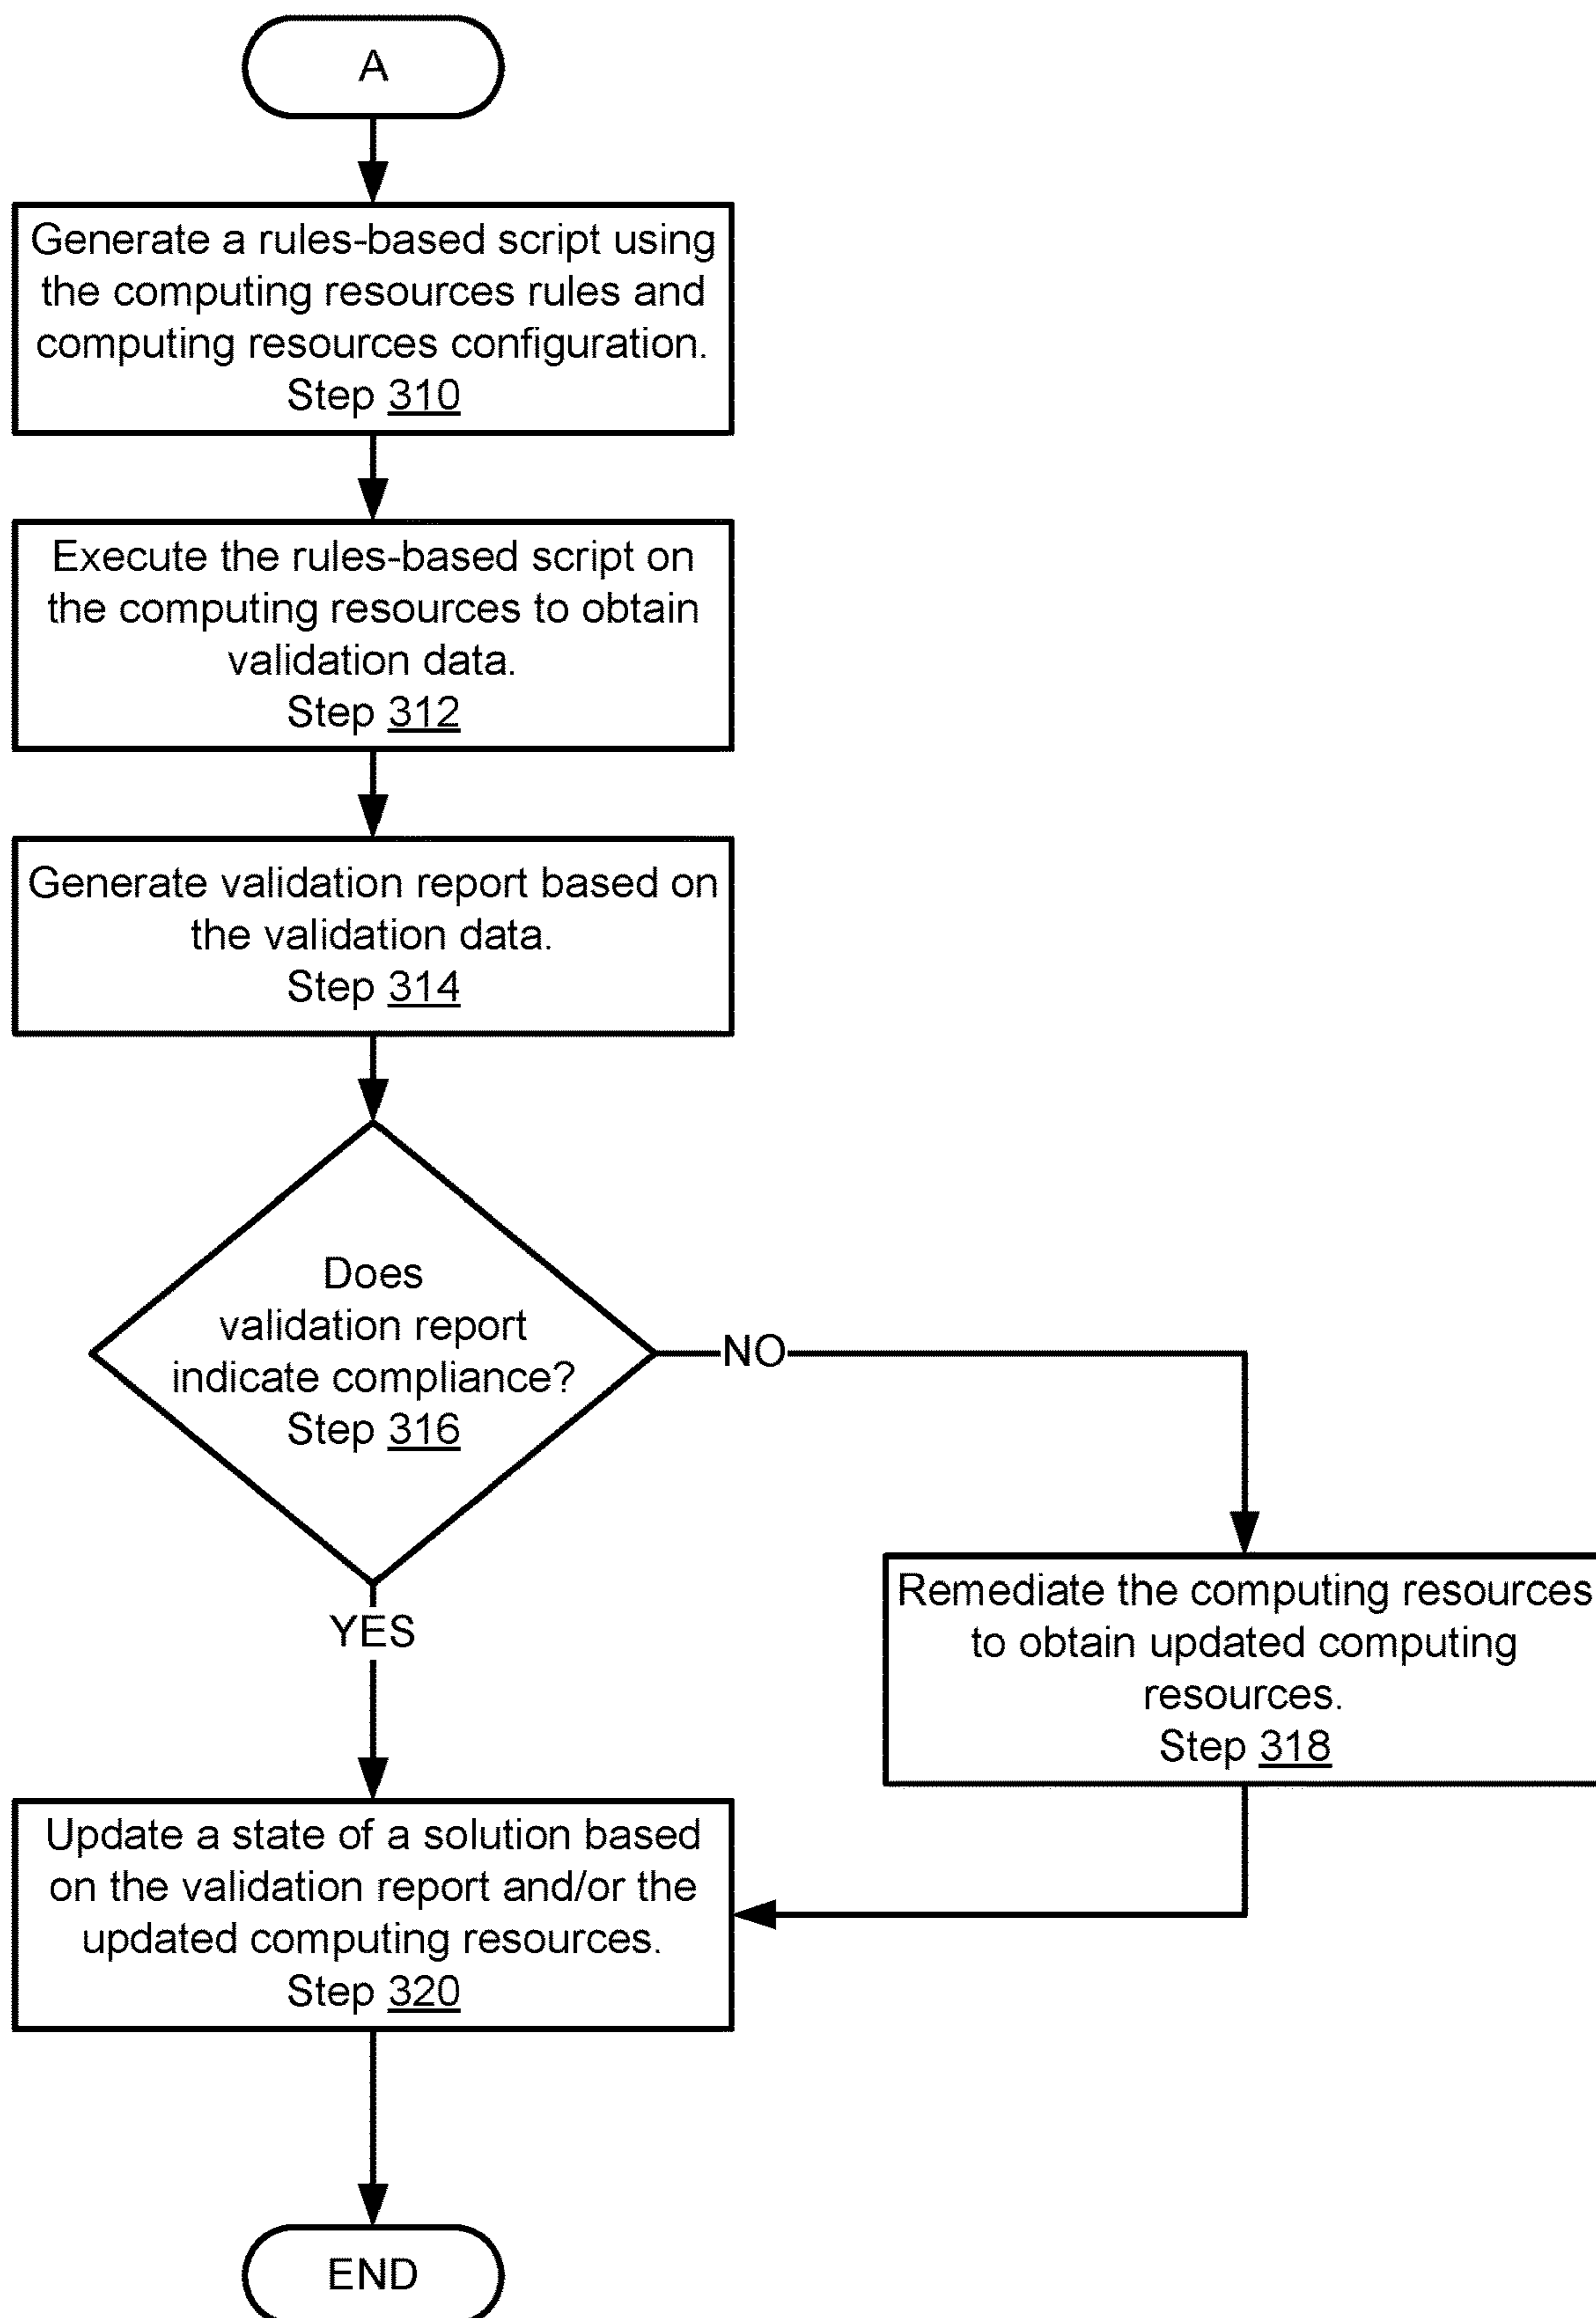 A
Generate a rules-based script using
the computing resources rules and
computing resources configuration.
Step 310
Execute the rules-based script on
the computing resources to obtain
validation data.
Step 312
Generate validation report based on
the validation data.
Step 314
Does
validation report
indicate compliance?
Step 316
NO
YES
Remediate the computing resources
to obtain updated computing
resources.
Step 318
Update a state of a solution based
on the validation report and/or the
updated computing resources.
Step 320
END